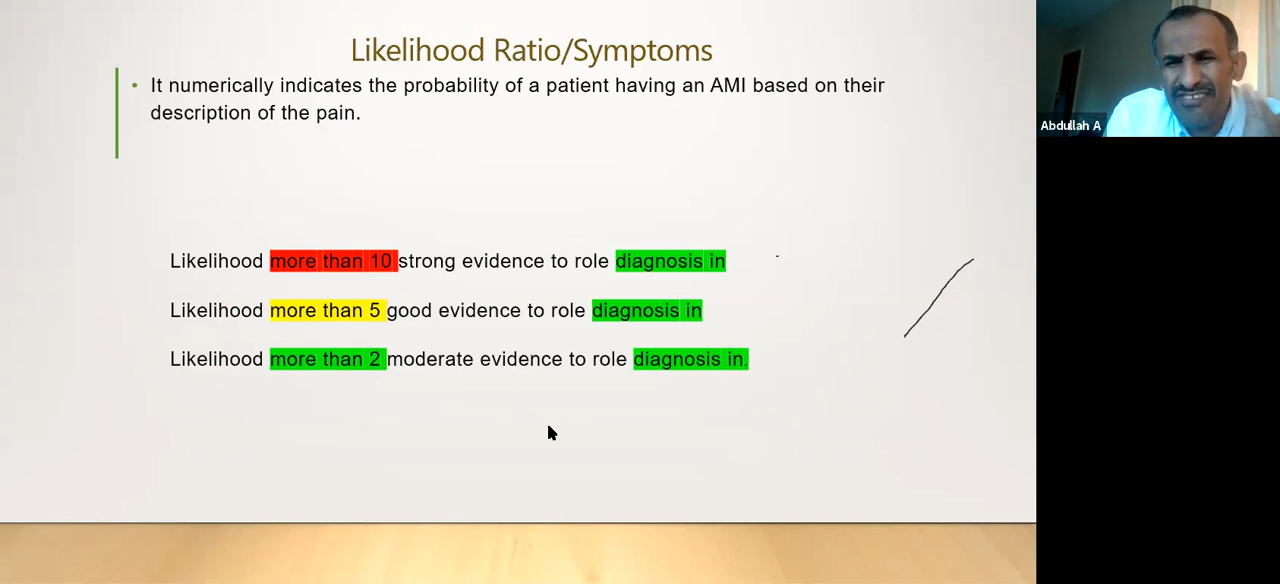 Likelihood Ratio/Symptoms
• It numerically indicates the probability of a patient having an AMI based on their
description of the pain.
Likelihood more than 10 strong evidence to role diagnosis in
Likelihood more than 5 good evidence to role diagnosis in
Likelihood more than 2 moderate evidence to role diagnosis in.
Abdullah A